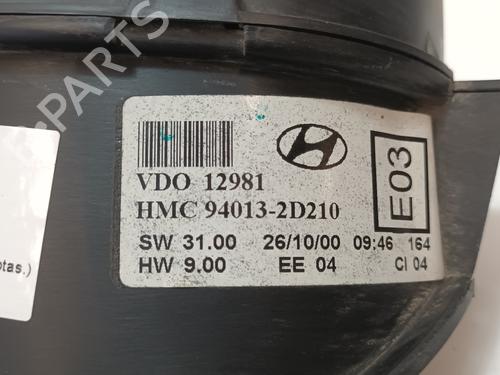 PARTS
VDO 12981
HMC 94013-2D210
E03
SW 31.00 26/10/00 09:46 164
HW 9.00 EE 04 CI 04
otas.)